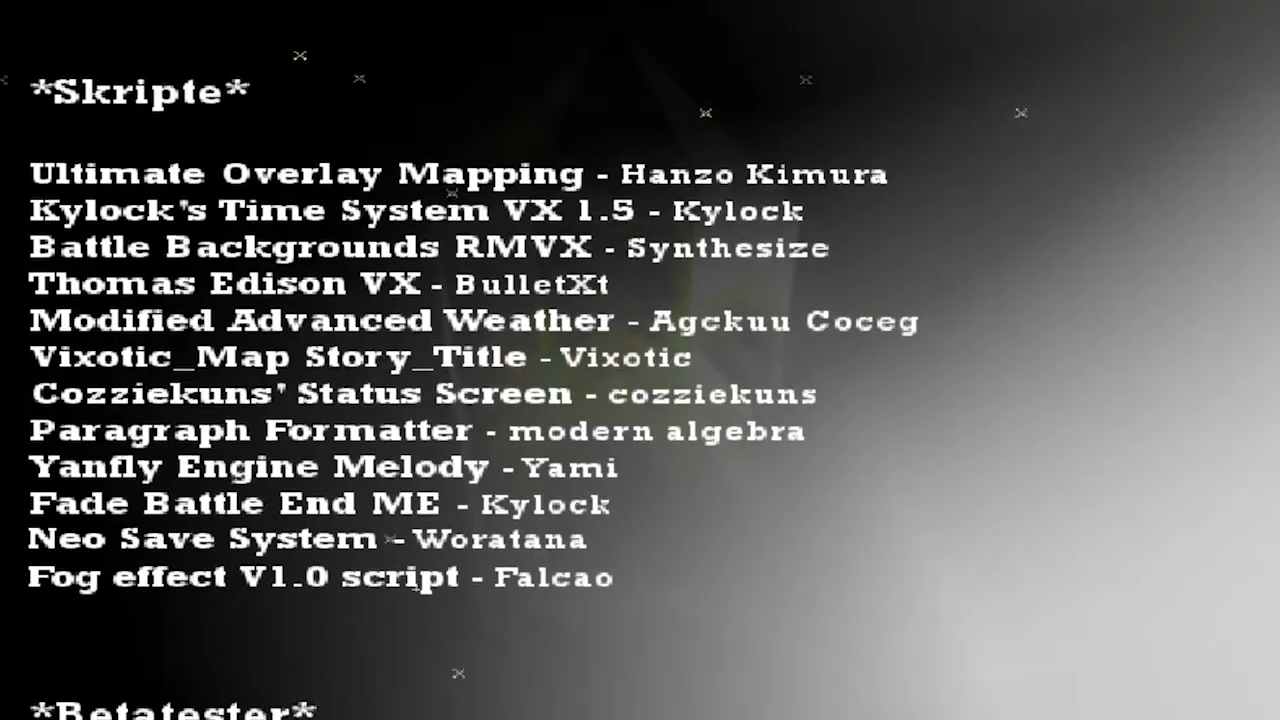 *Skripte*
Ultimate Overlay Mapping - Hanzo Kimura
Kylock's Time System VX 1.5 - Kylock
Battle Backgrounds RMVX - Synthesize
Thomas Edison VX - BulletXt
Modified Advanced Weather - Agckuu Coceg
Vixotic_Map Story_Title - Vixotic
Cozziekuns' Status Screen - cozziekuns
Paragraph Formatter - modern algebra
Yanfly Engine Melody - Yami
Fade Battle End ME - Kylock
Neo Save System - Woratana
Fog effect V1.0 script - Falcao
*Betatester*